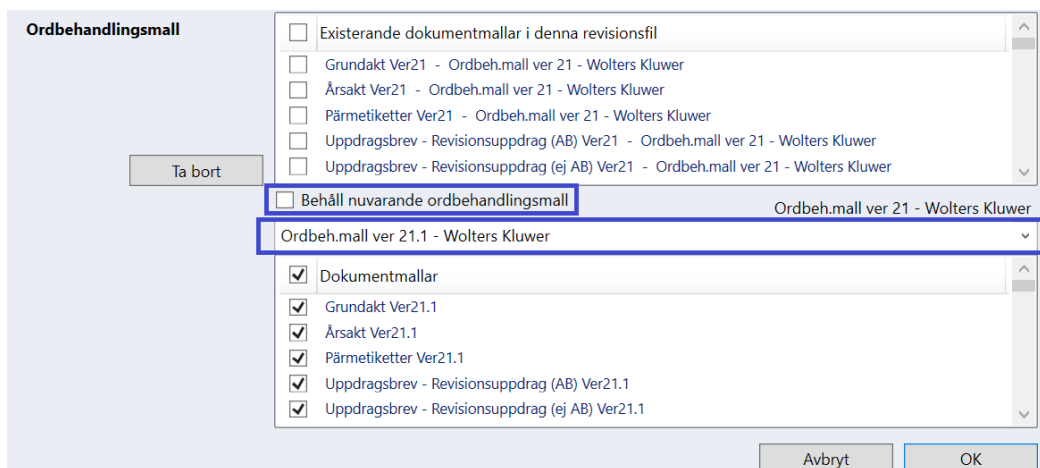 Ordbehandlingsmall
Existerande dokumentmallar i denna revisionsfil
Grundakt Ver21 - Ordbeh.mall ver 21 - Wolters Kluwer
Årsakt Ver21 - Ordbeh.mall ver 21 - Wolters Kluwer
Pärmetiketter Ver21 - Ordbeh.mall ver 21 - Wolters Kluwer
Uppdragsbrev - Revisionsuppdrag (AB) Ver21 - Ordbeh.mall ver 21 - Wolters Kluwer
Uppdragsbrev - Revisionsuppdrag (ej AB) Ver21 - Ordbeh.mall ver 21 - Wolters Kluwer
Ta bort
Behåll nuvarande ordbehandlingsmall
Ordbeh.mall ver 21 - Wolters Kluwer
Ordbeh.mall ver 21.1 - Wolters Kluwer
Dokumentmallar
Grundakt Ver21.1
Årsakt Ver21.1
Pärmetiketter Ver21.1
Uppdragsbrev - Revisionsuppdrag (AB) Ver21.1
Uppdragsbrev - Revisionsuppdrag (ej AB) Ver21.1
Avbryt
OK